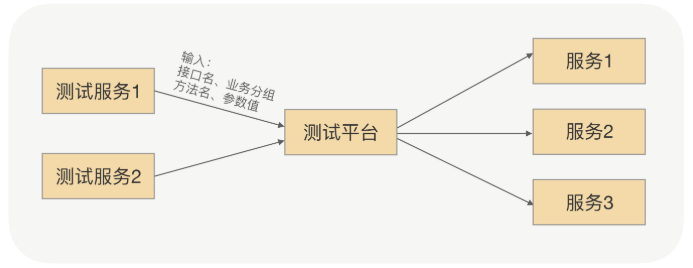 测试服务1
输入：
接口名、业务分组
方法名、参数值
测试服务2
测试平台
服务1
服务2
服务3